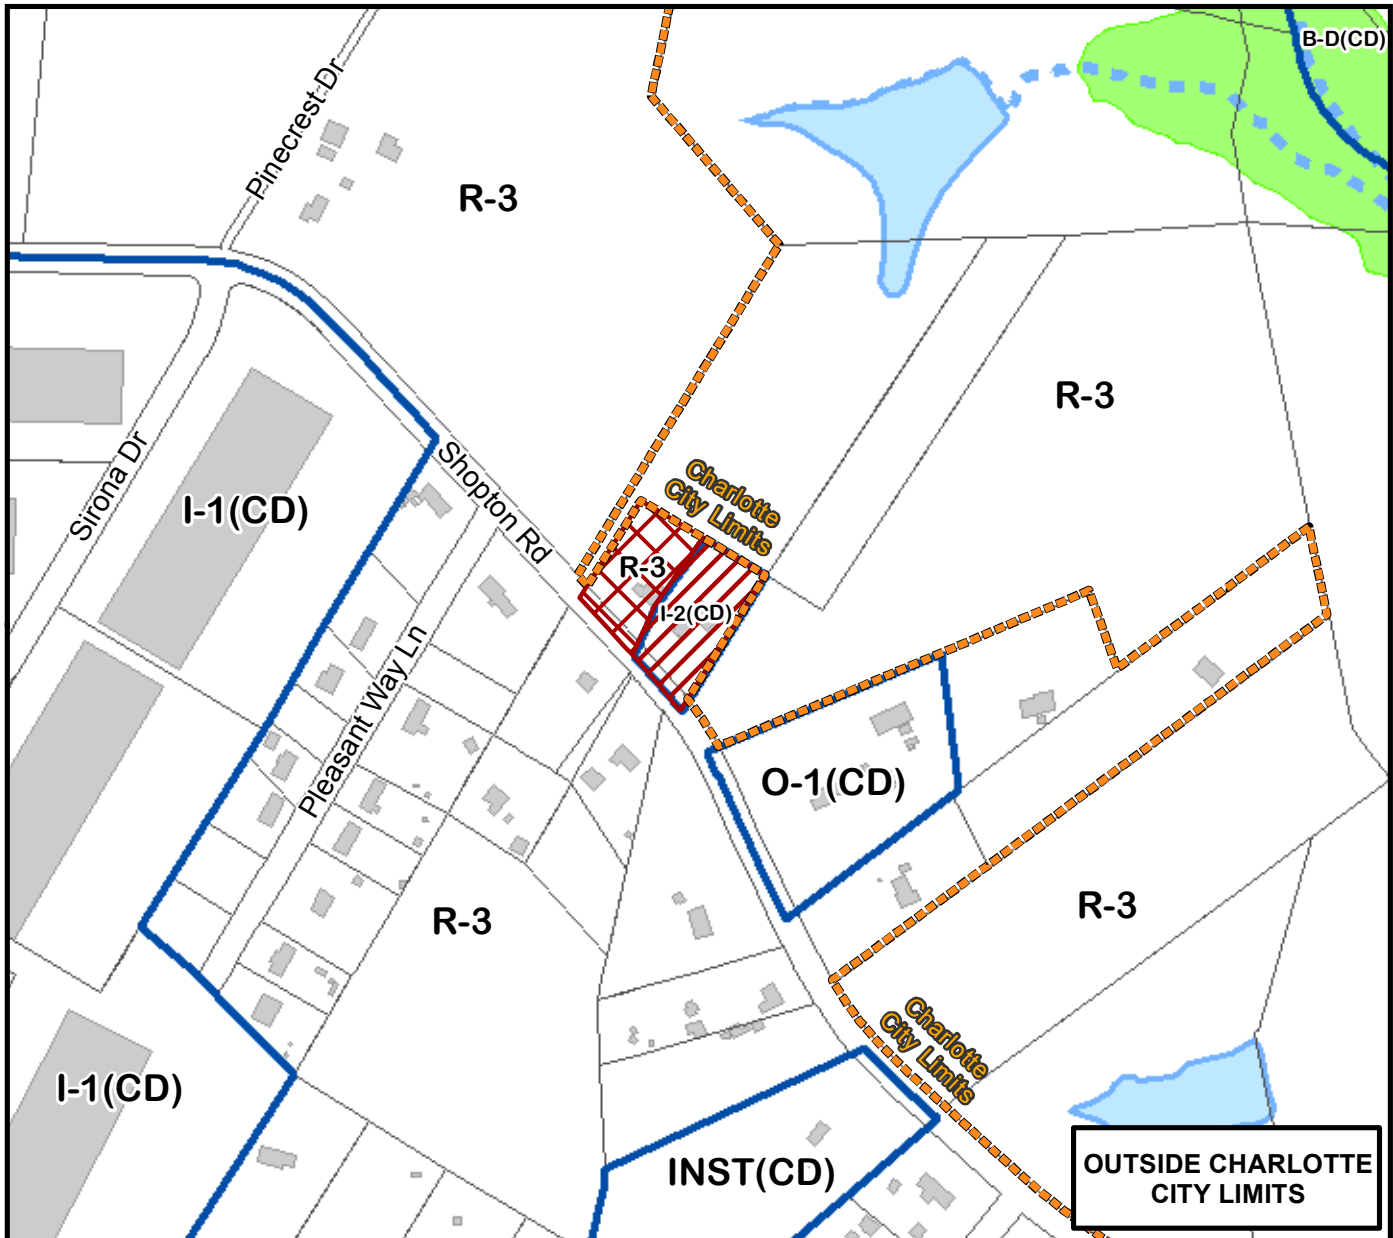 B-D(CD)
Pinecrest Dr
R-3
R-3
Shopton Rd
Sirona Dr
Charlotte
City Limits
I-1(CD)
R-3
I-2(CD)
Pleasant Way Ln
O-1(CD)
R-3
R-3
Charlotte
City Limits
I-1(CD)
INST(CD)
OUTSIDE CHARLOTTE
CITY LIMITS